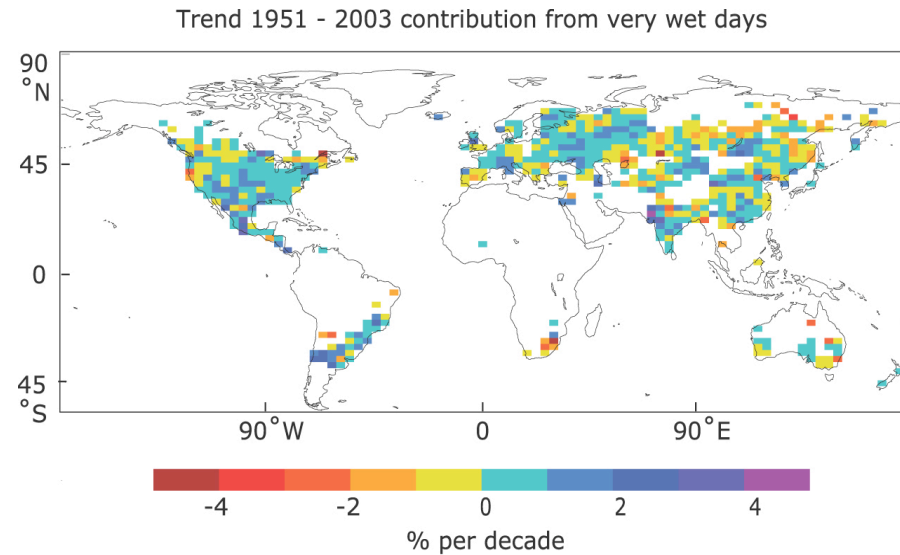 Trend 1951 - 2003 contribution from very wet days
90
°N
45
0
45
°S
90°W 0 90°E
-4 -2 0 2 4
% per decade